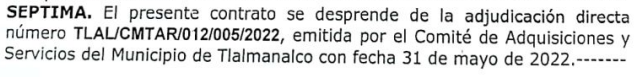 SEPTIMA. El presente contrato se desprende de la adjudicación directa
número TLAL/CMTAR/012/005/2022, emitida por el Comité de Adquisiciones y
Servicios del Municipio de Tlalmanalco con fecha 31 de mayo de 2022.-------